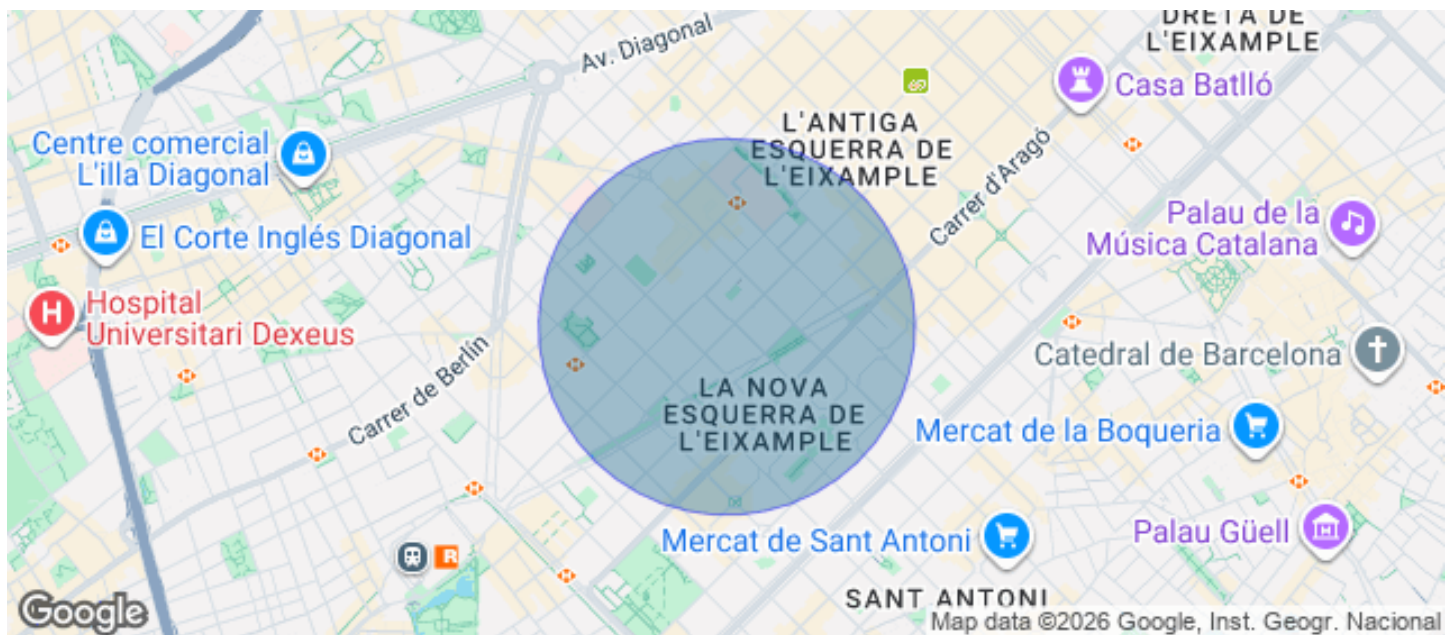 DRETA DE
L'EIXAMPLE
Av. Diagonal
Casa Batlló
L'ANTIGA
ESQUERRA DE
L'EIXAMPLE
Centre comercial
L'illa Diagonal
Carrer d'Aragó
El Corte Inglés Diagonal
Palau de la
Música Catalana
H
Hospital
Universitari Dexeus
Carrer de Berlín
Catedral de Barcelona
LA NOVA
ESQUERRA DE
L'EIXAMPLE
Mercat de la Boqueria
Mercat de Sant Antoni
Palau Güell
R
SANT ANTONI
Google
Map data ©2026 Google, Inst. Geogr. Nacional